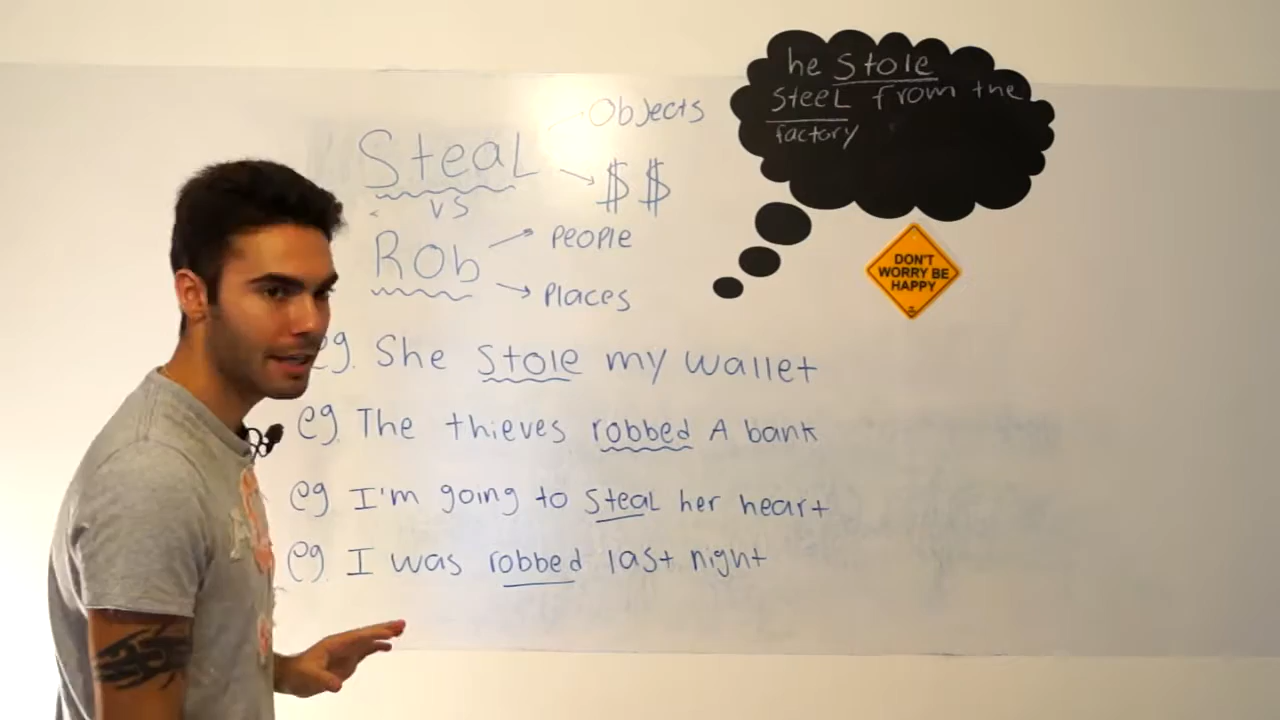 he Stole
SteeL from the
factory
Objects
SteaL
$ $
vs
People
Rob
Places
DON'T
WORRY BE
HAPPY
eg. She stole my wallet
eg. The thieves robbed A bank
eg I'm going to SteaL her heart
eg. I was robbed last night